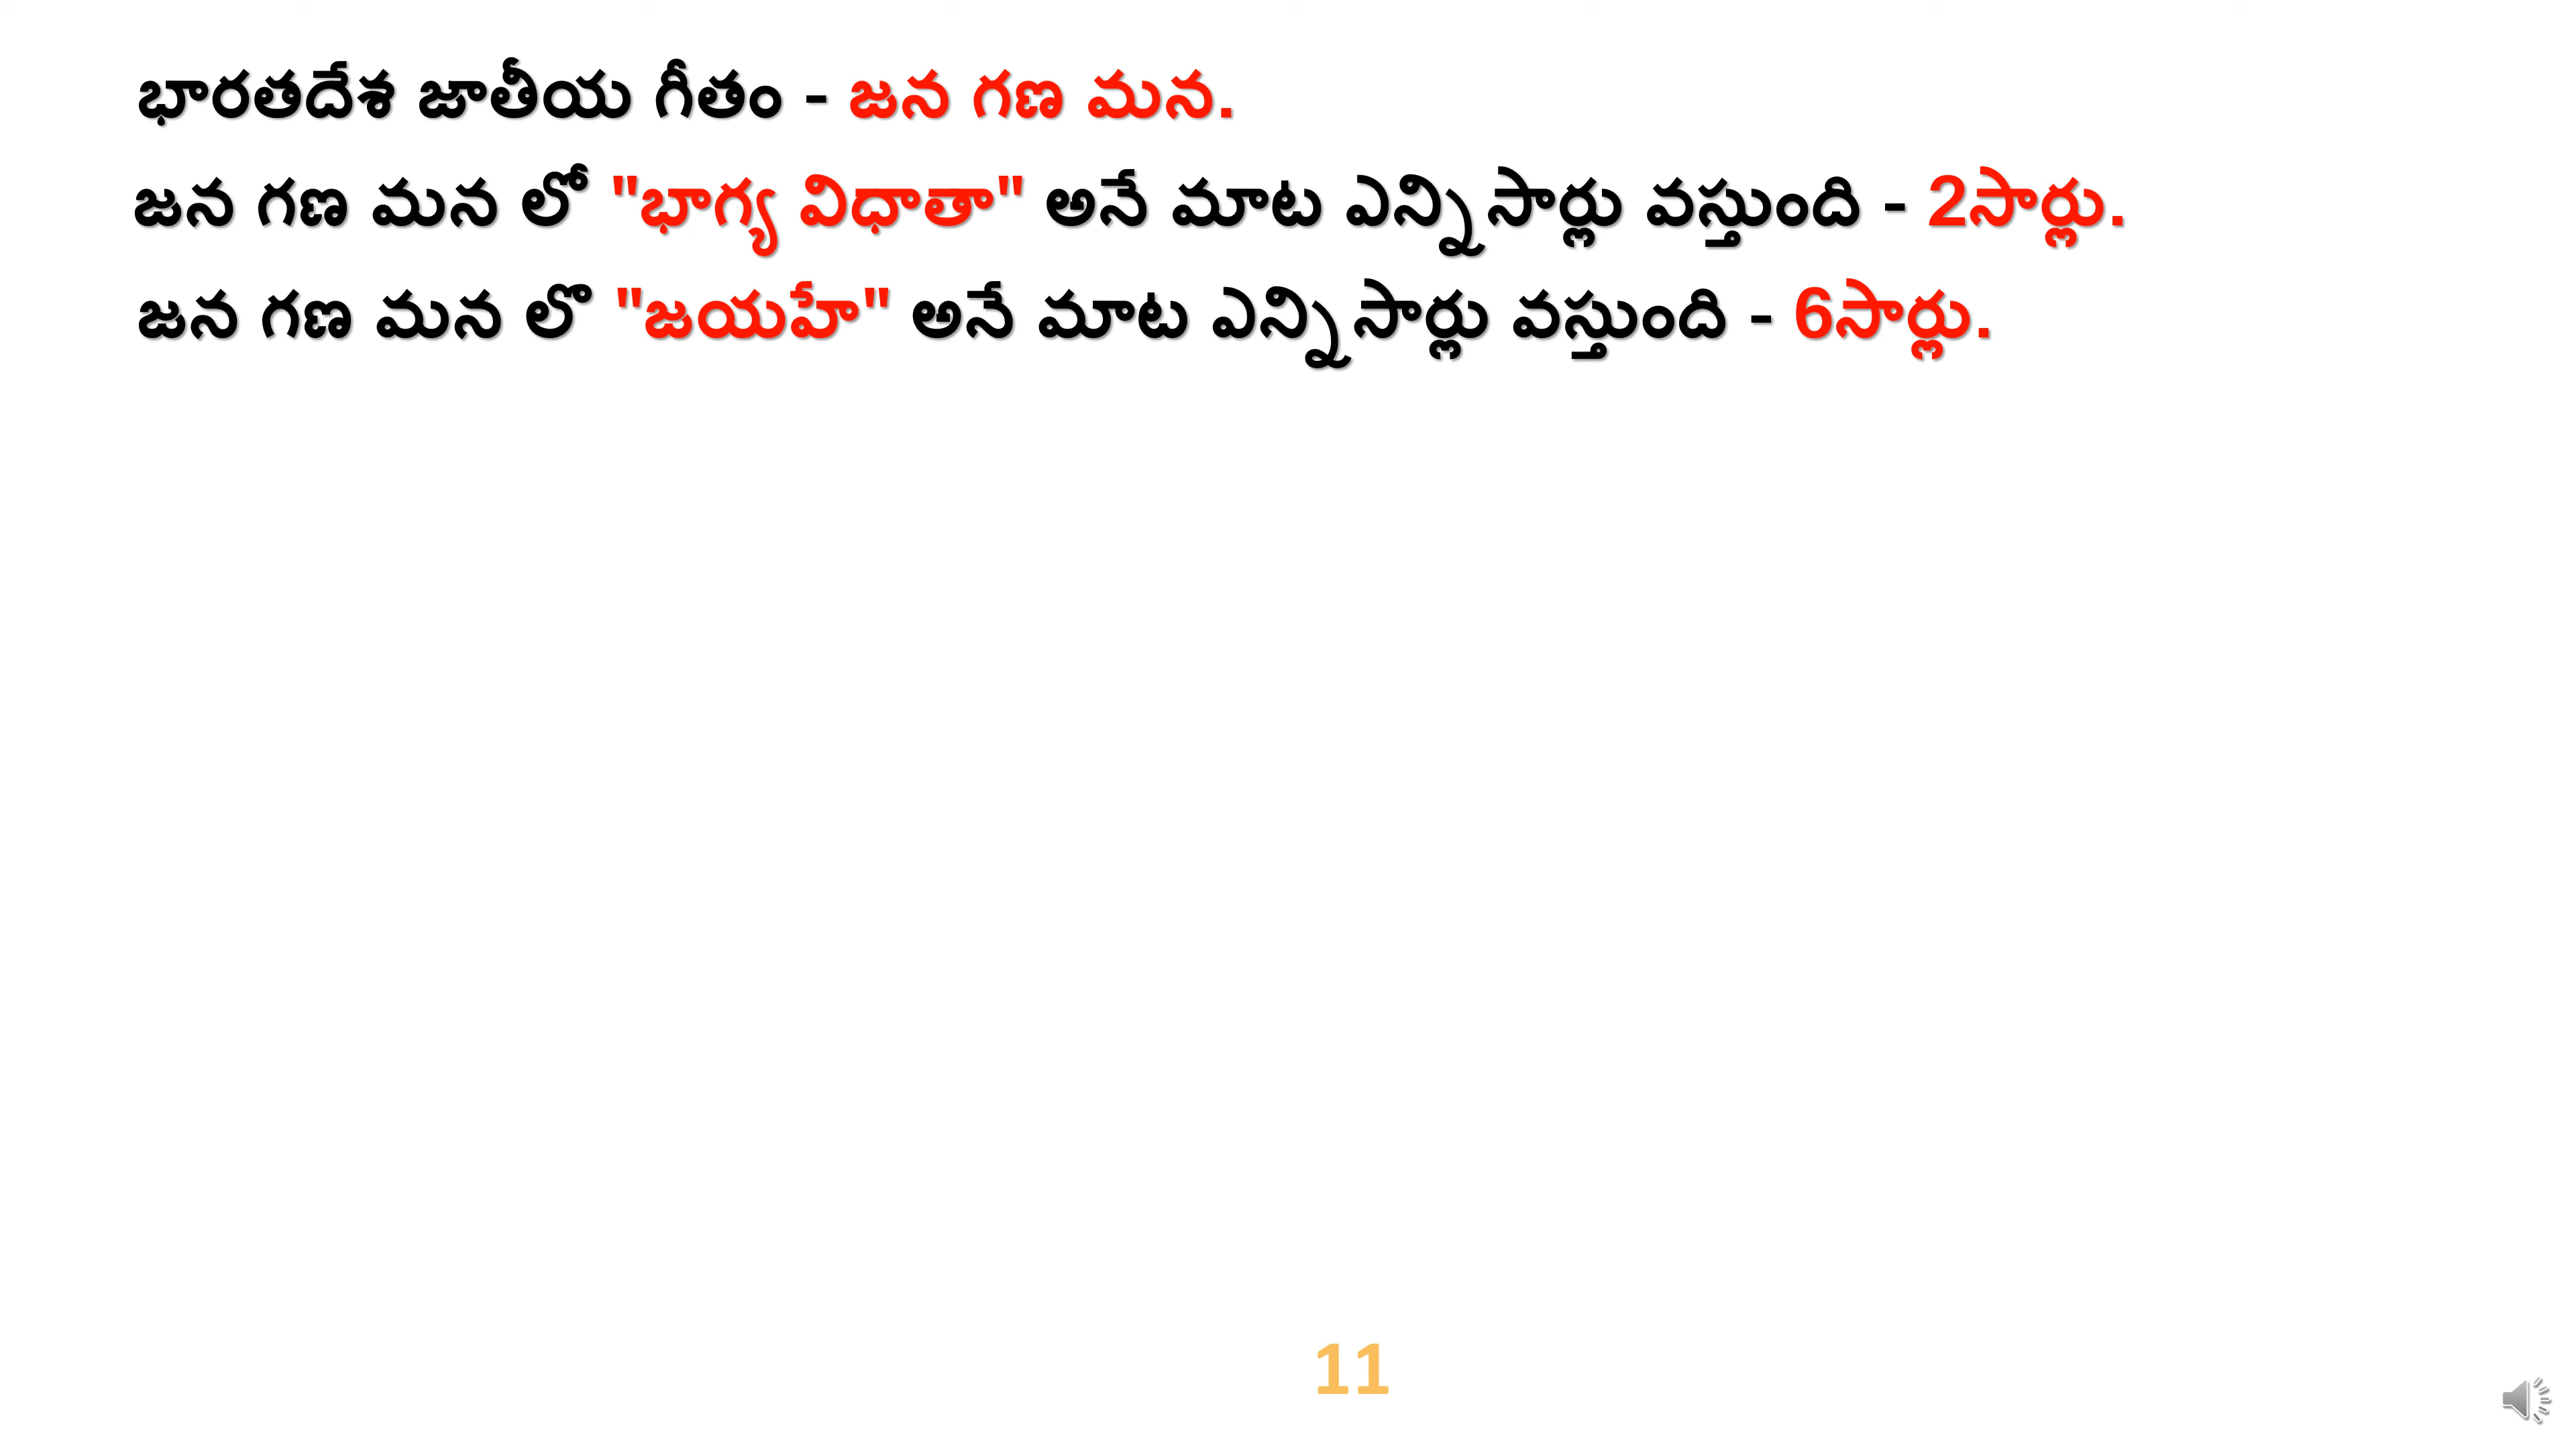 భారతదేశ జాతీయ గీతం - జన గణ మన.
జన గణ మన లో "భాగ్య విధాతా" అనే మాట ఎన్నిసార్లు వస్తుంది - 2సార్లు.
జన గణ మన లొ "జయహే" అనే మాట ఎన్నిసార్లు వస్తుంది - 6సార్లు.
11